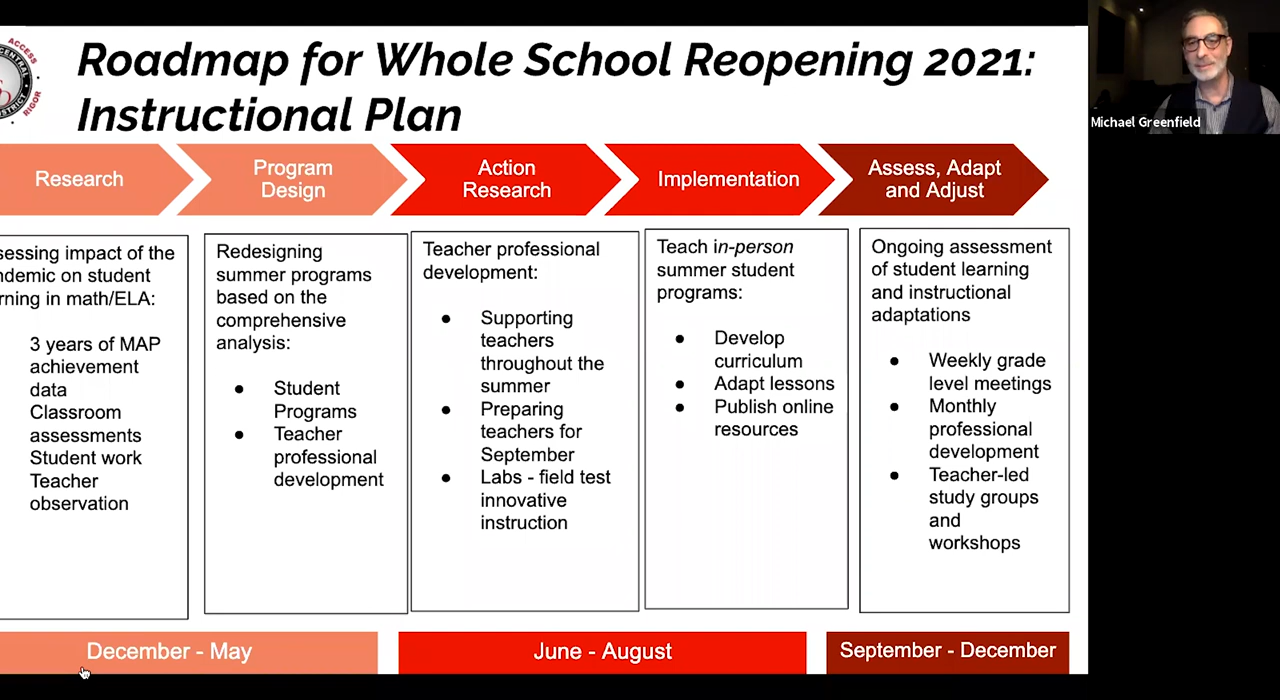 ACCESS
CENTRAL
RIGOR
Roadmap for Whole School Reopening 2021:
Instructional Plan
Michael Greenfield
Research
Program
Design
Action
Research
Implementation
Assess, Adapt
and Adjust
sessing impact of the
ndemic on student
rning in math/ELA:
3 years of MAP
achievement
data
Classroom
assessments
Student work
Teacher
observation
Redesigning
summer programs
based on the
comprehensive
analysis:
● Student
Programs
● Teacher
professional
development
Teacher professional
development:
● Supporting
teachers
throughout the
summer
● Preparing
teachers for
September
● Labs - field test
innovative
instruction
Teach in-person
summer student
programs:
● Develop
curriculum
● Adapt lessons
● Publish online
resources
Ongoing assessment
of student learning
and instructional
adaptations
● Weekly grade
level meetings
● Monthly
professional
development
● Teacher-led
study groups
and
workshops
December - May
June - August
September - December